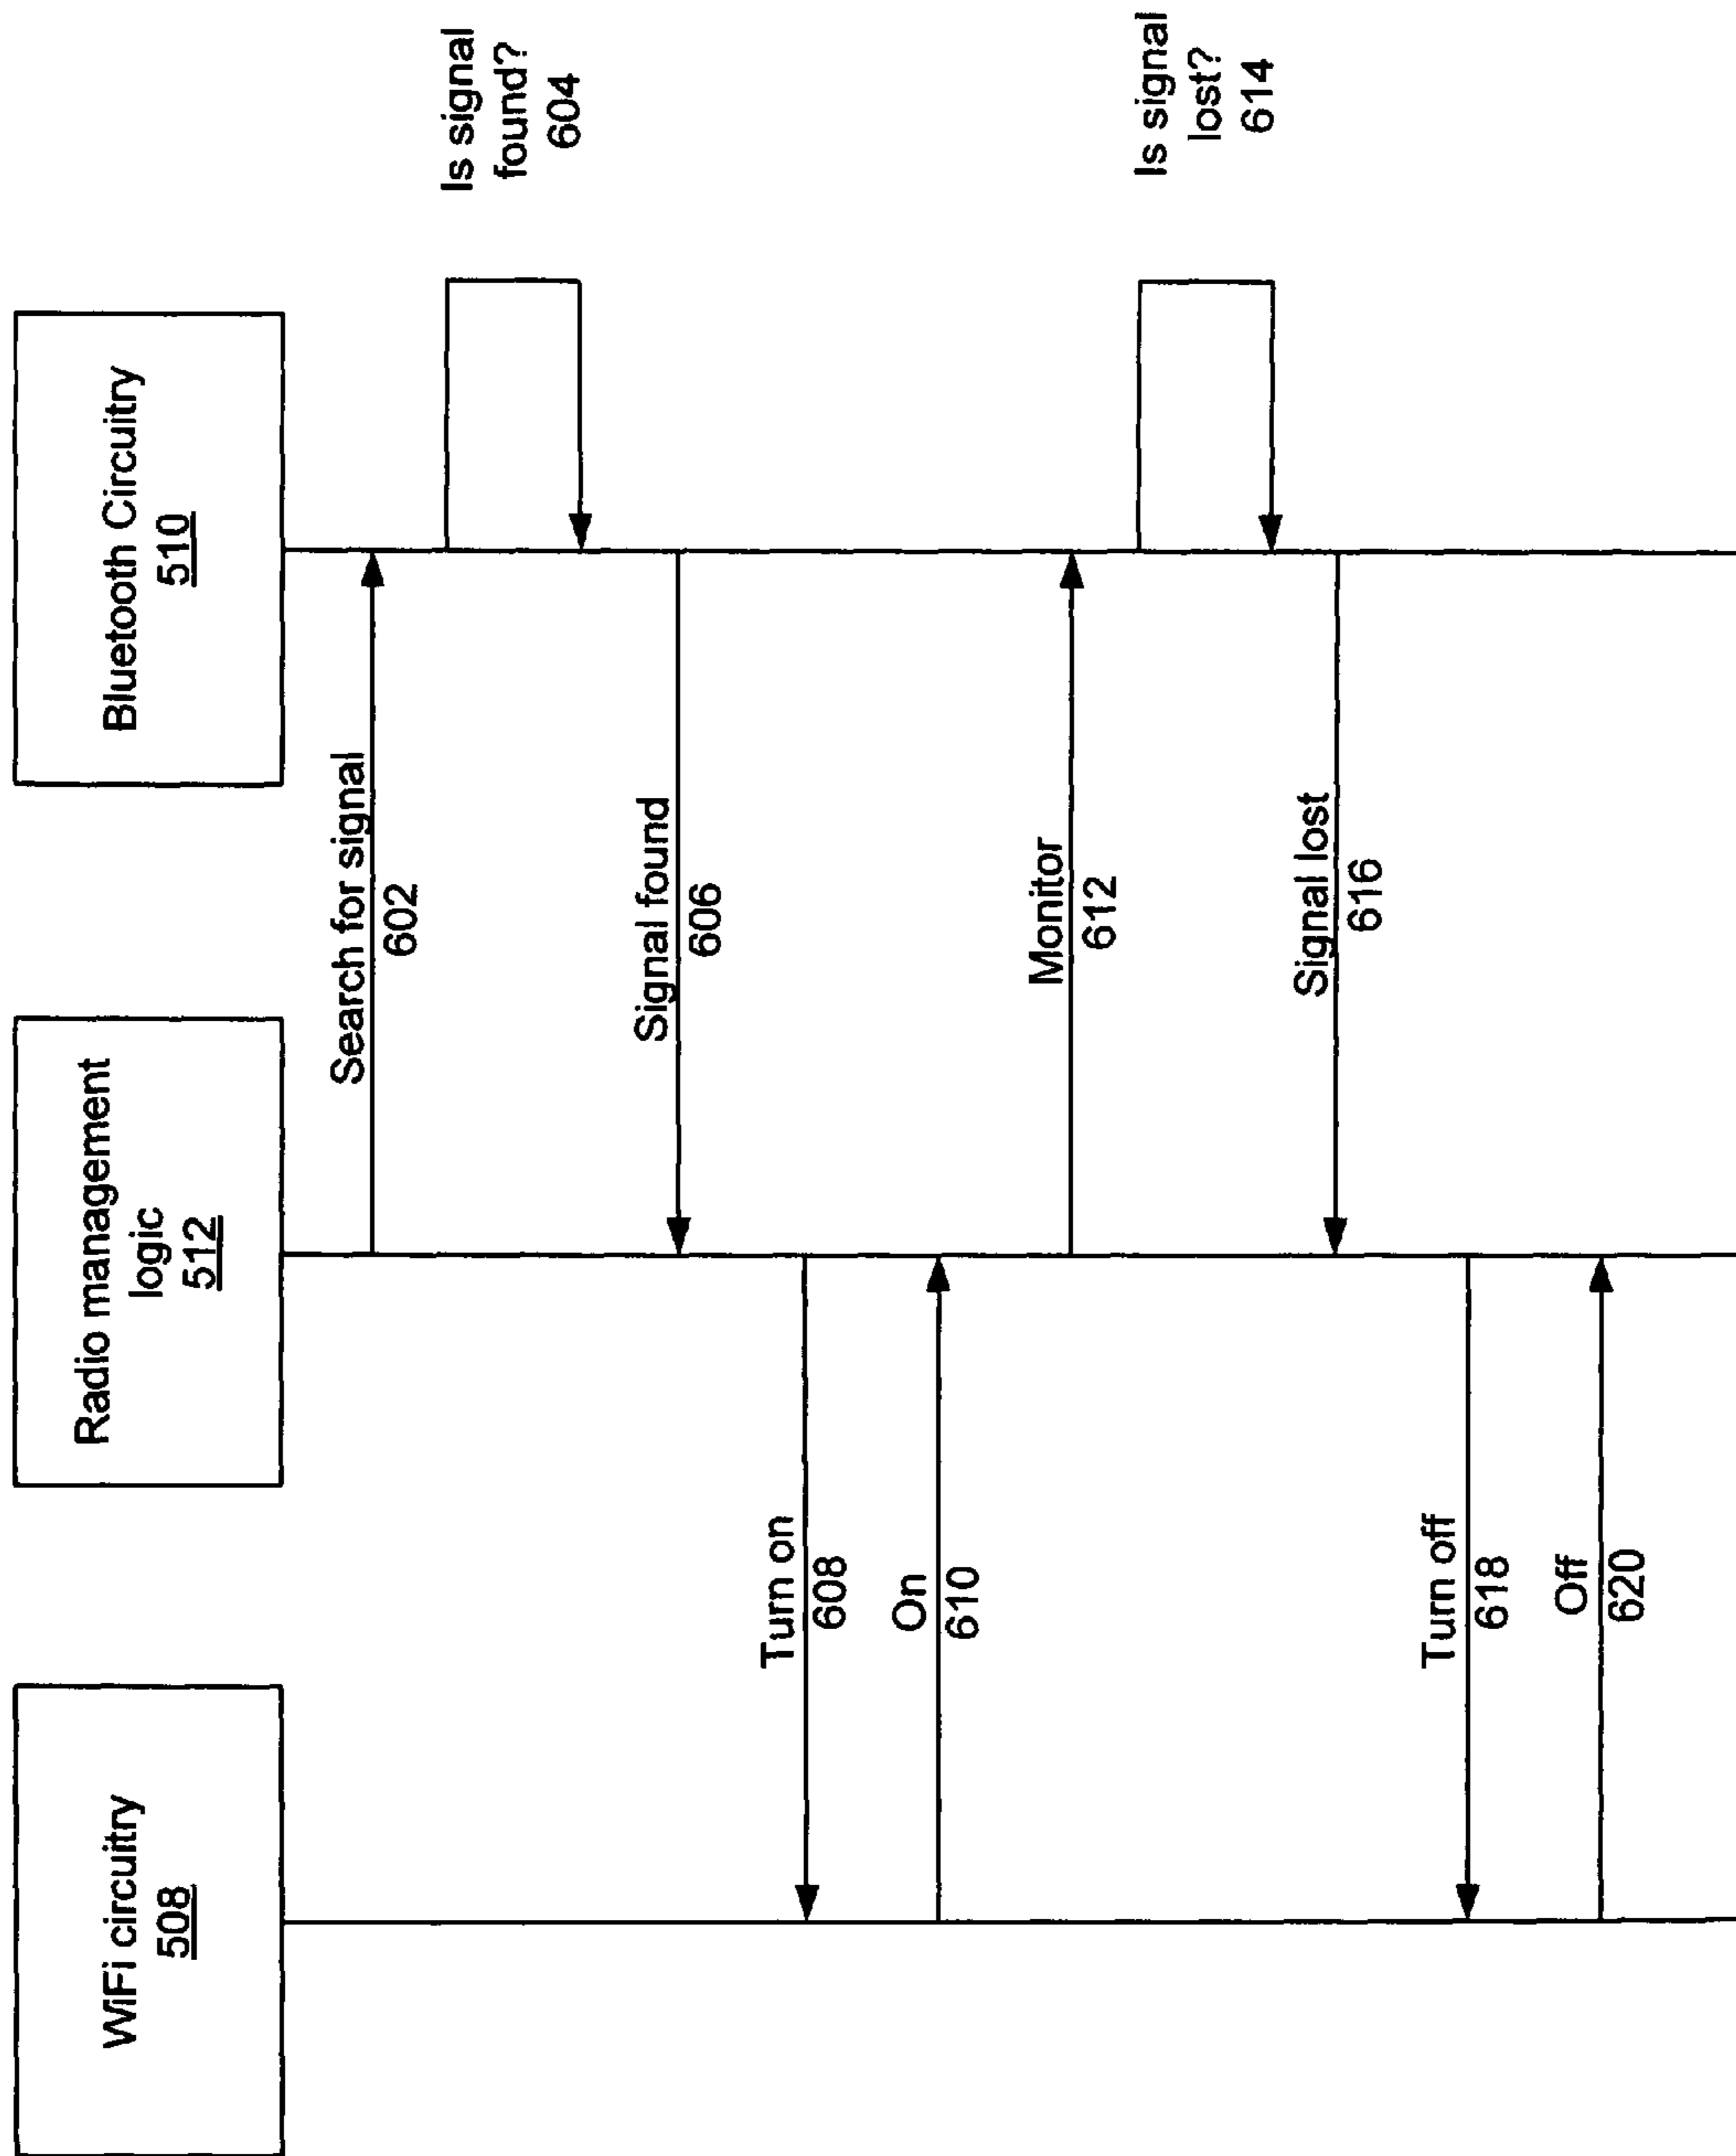 WiFi circuitry
508
Radio management
logic
512
Bluetooth Circuitry
510
Search for signal
602
Is signal
found?
604
Signal found
606
Turn on
608
On
610
Monitor
612
Is signal
lost?
614
Signal lost
616
Turn off
618
Off
620